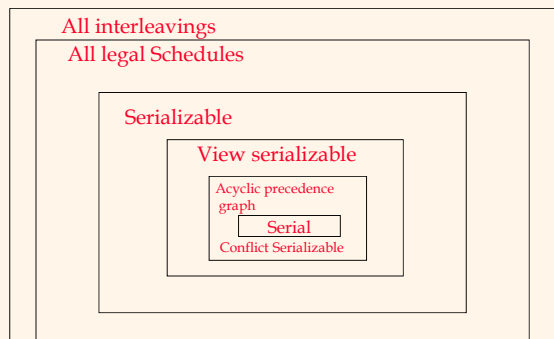 All interleavings
All legal Schedules
Serializable
View serializable
Acyclic precedence
graph
Serial
Conflict Serializable